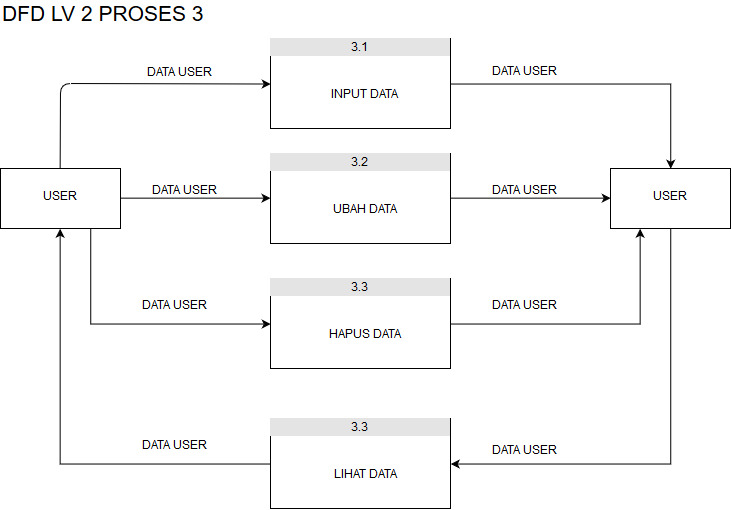 DFD LV 2 PROSES 3
3.1
DATA USER
DATA USER
INPUT DATA
3.2
USER
DATA USER
DATA USER
USER
UBAH DATA
3.3
DATA USER
DATA USER
HAPUS DATA
3.3
DATA USER
DATA USER
LIHAT DATA